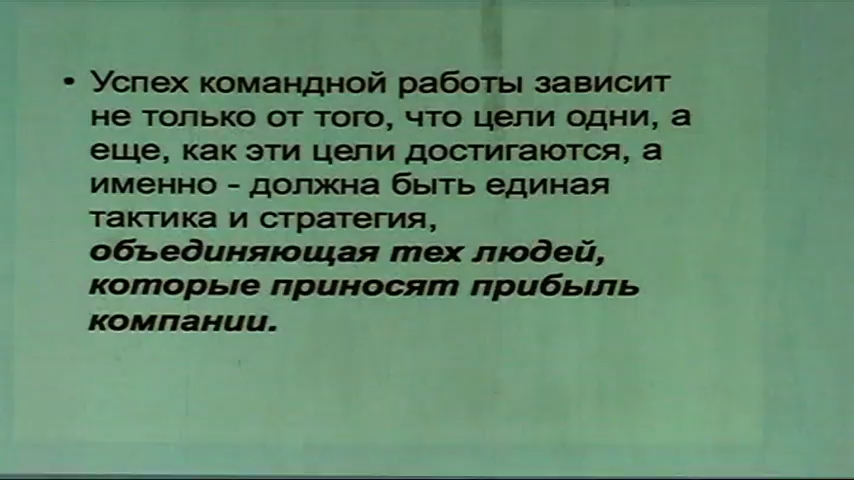 • Успех командной работы зависит
не только от того, что цели одни, а
еще, как эти цели достигаются, а
именно - должна быть единая
тактика и стратегия,
объединяющая тех людей,
которые приносят прибыль
компании.